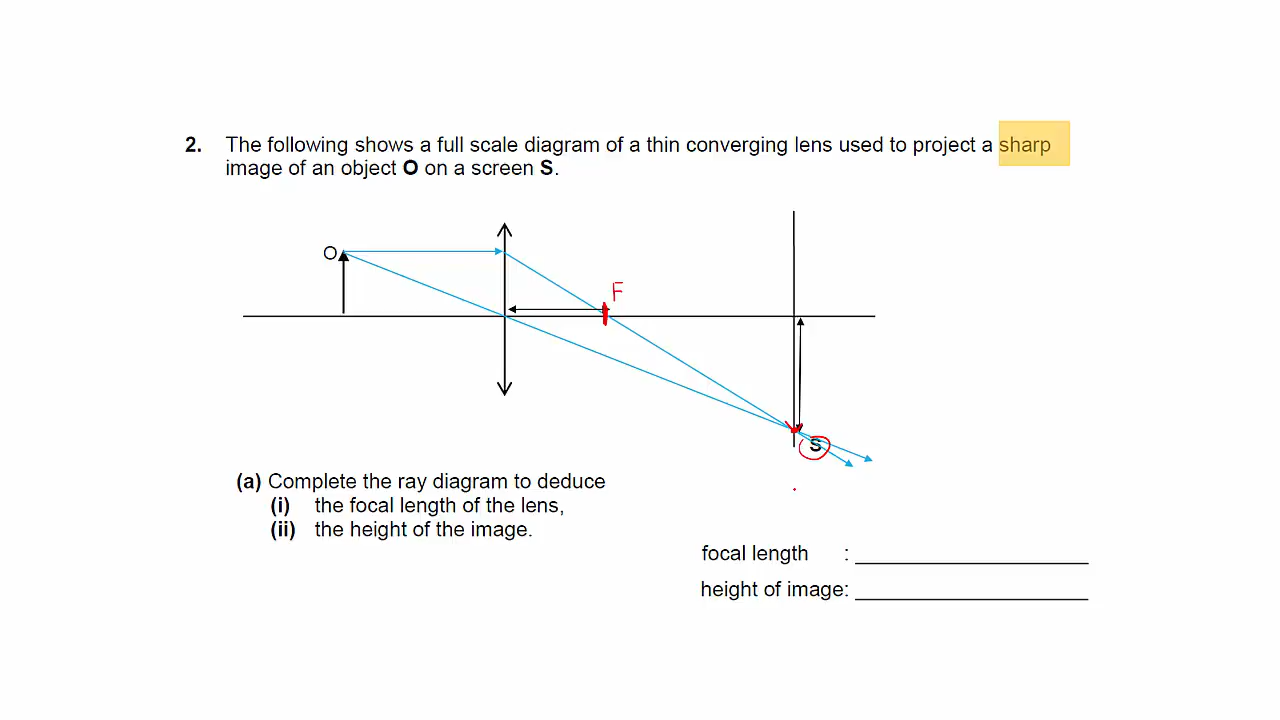 2. The following shows a full scale diagram of a thin converging lens used to project a sharp
image of an object O on a screen S.
O
F
S
(a) Complete the ray diagram to deduce
(i) the focal length of the lens,
(ii) the height of the image.
focal length : ____________________
height of image: ____________________